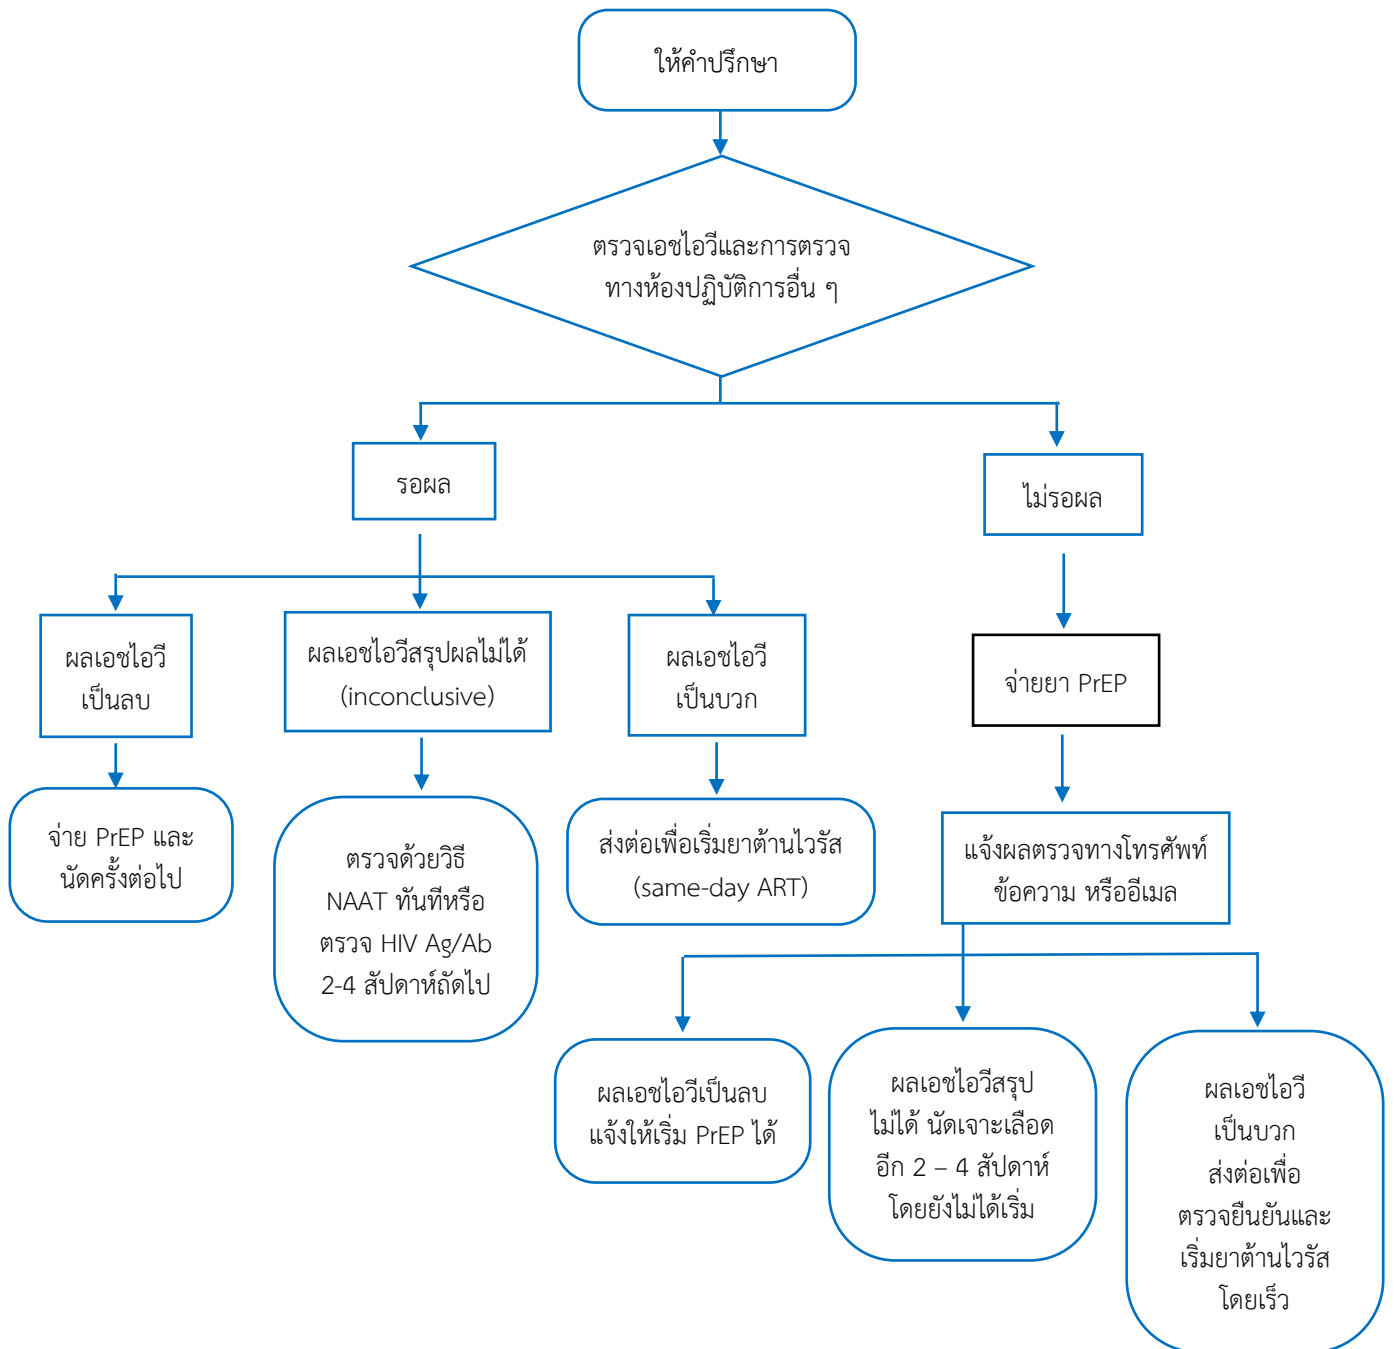 ให้คำปรึกษา
ตรวจเอชไอวีและการตรวจ
ทางห้องปฏิบัติการอื่น ๆ
รอผล
ไม่รอผล
ผลเอชไอวี
เป็นลบ
ผลเอชไอวีสรุปผลไม่ได้
(inconclusive)
ผลเอชไอวี
เป็นบวก
จ่ายยา PrEP
จ่าย PrEP และ
นัดครั้งต่อไป
ตรวจด้วยวิธี
NAAT ทันทีหรือ
ตรวจ HIV Ag/Ab
2-4 สัปดาห์ถัดไป
ส่งต่อเพื่อเริ่มยาต้านไวรัส
(same-day ART)
แจ้งผลตรวจทางโทรศัพท์
ข้อความ หรืออีเมล
ผลเอชไอวีเป็นลบ
แจ้งให้เริ่ม PrEP ได้
ผลเอชไอวีสรุป
ไม่ได้ นัดเจาะเลือด
อีก 2 – 4 สัปดาห์
โดยยังไม่ได้เริ่ม
ผลเอชไอวี
เป็นบวก
ส่งต่อเพื่อ
ตรวจยืนยันและ
เริ่มยาต้านไวรัส
โดยเร็ว